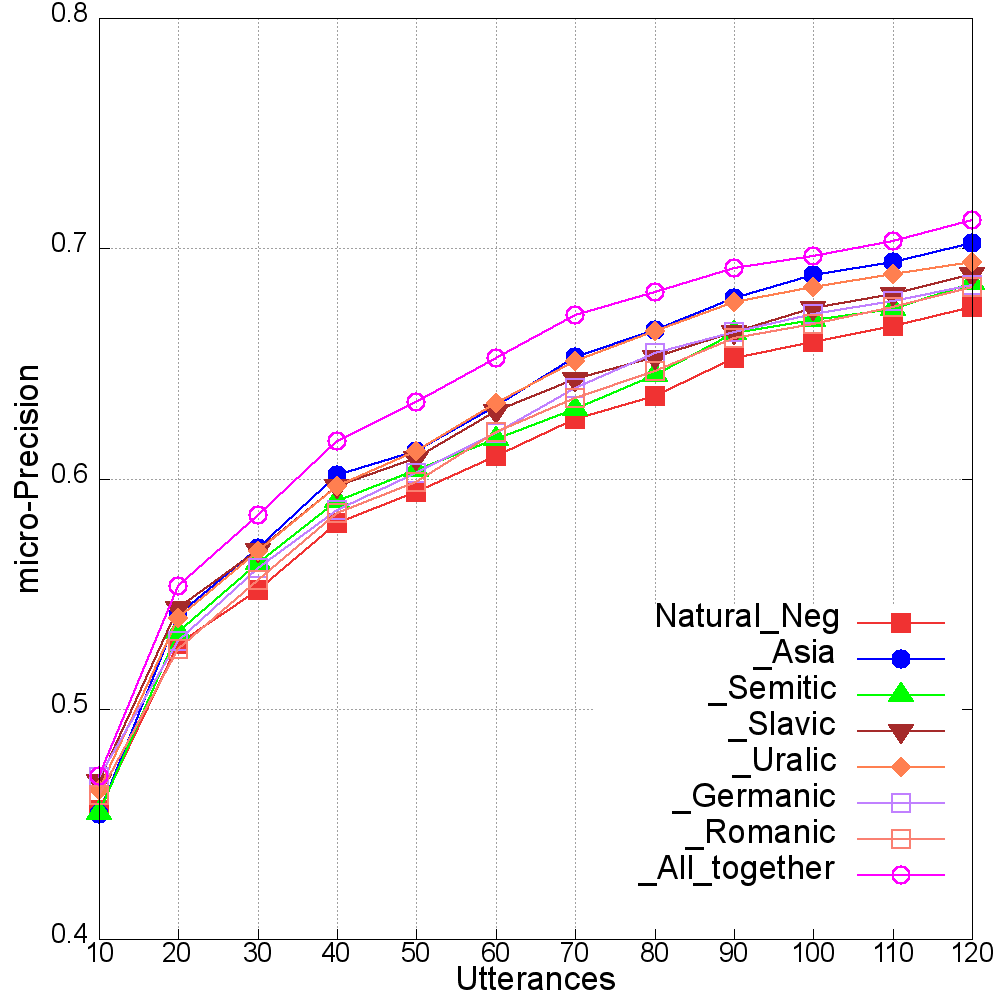 0.8
0.7
0.6
0.5
0.4
micro-Precision
Natural_Neg
_Asia
_Semitic
_Slavic
_Uralic
_Germanic
_Romanic
_All_together
10 20 30 40 50 60 70 80 90 100 110 120
Utterances